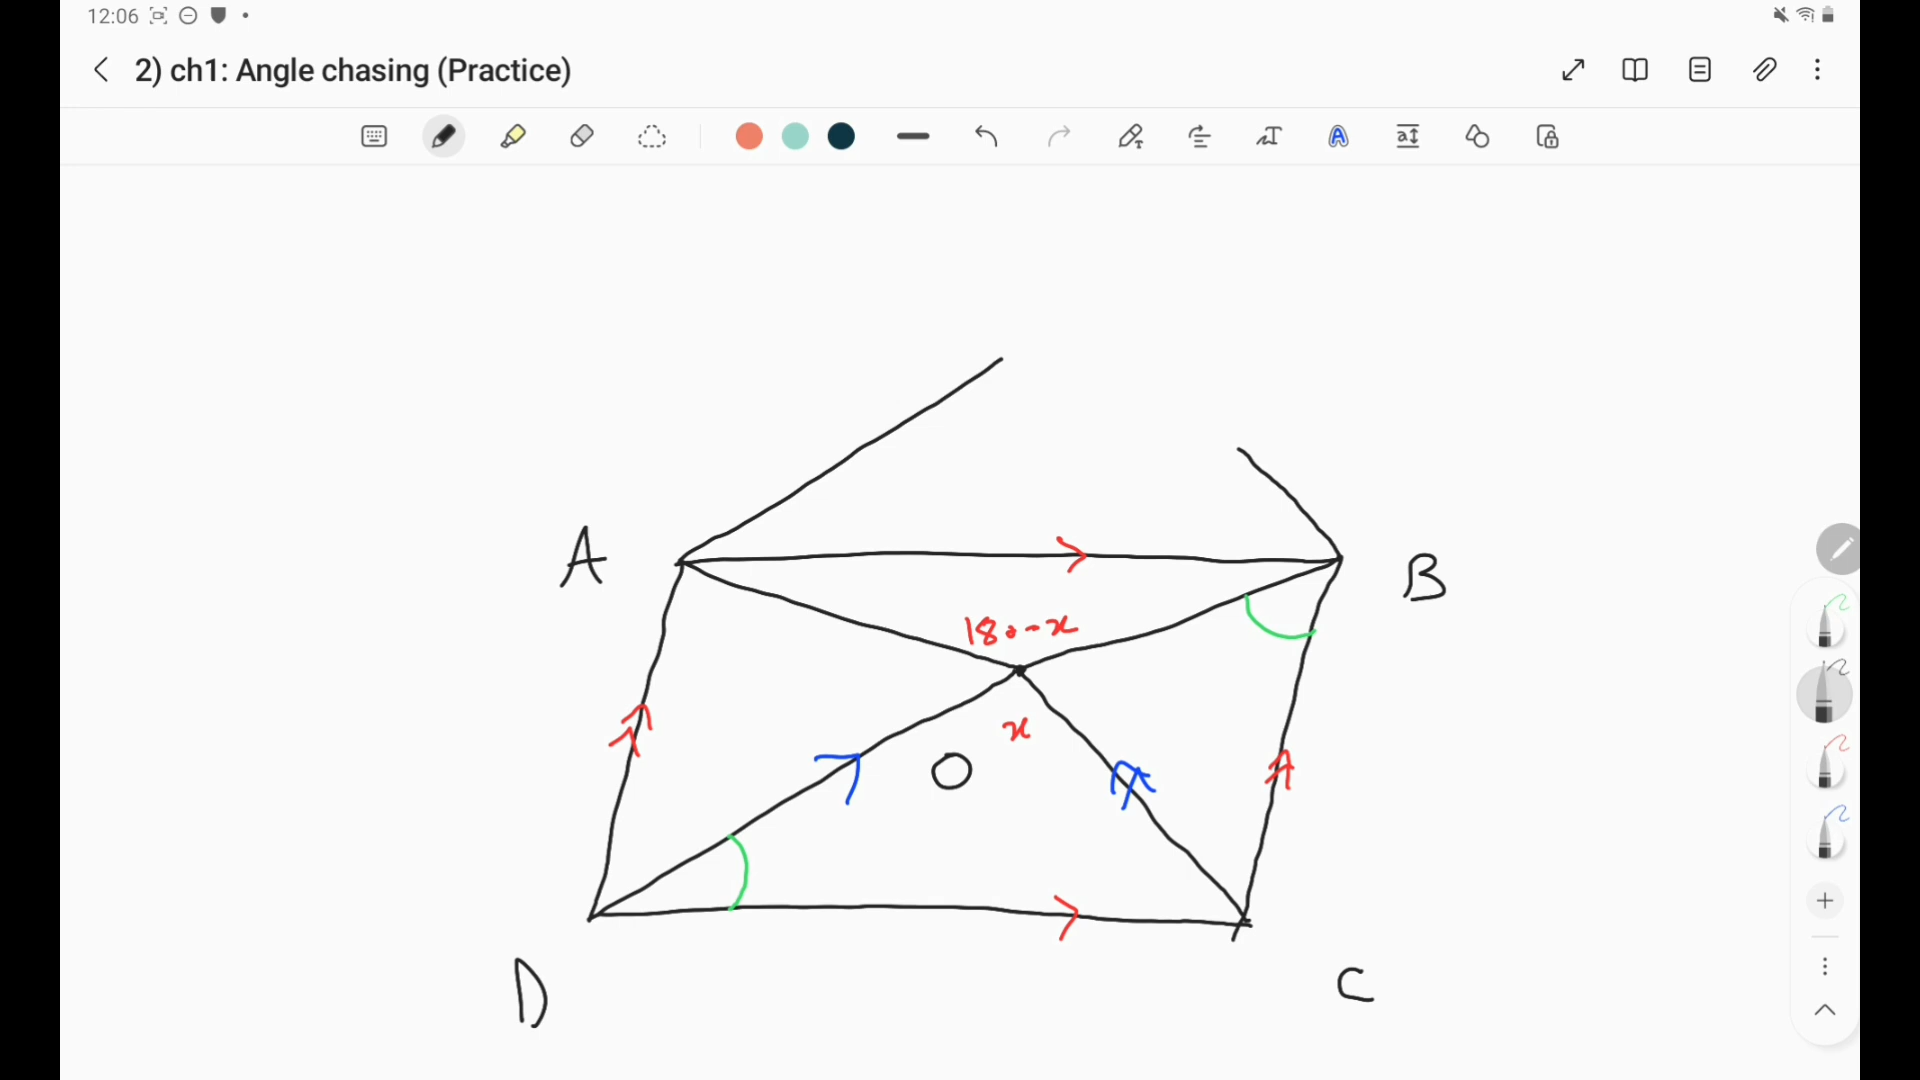 12:06
2) ch1: Angle chasing (Practice)
A
a
A
B
180-x
x
O
D
C